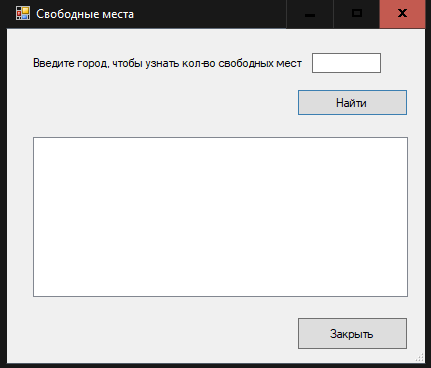 Свободные места
Введите город, чтобы узнать кол-во свободных мест
Найти
Закрыть